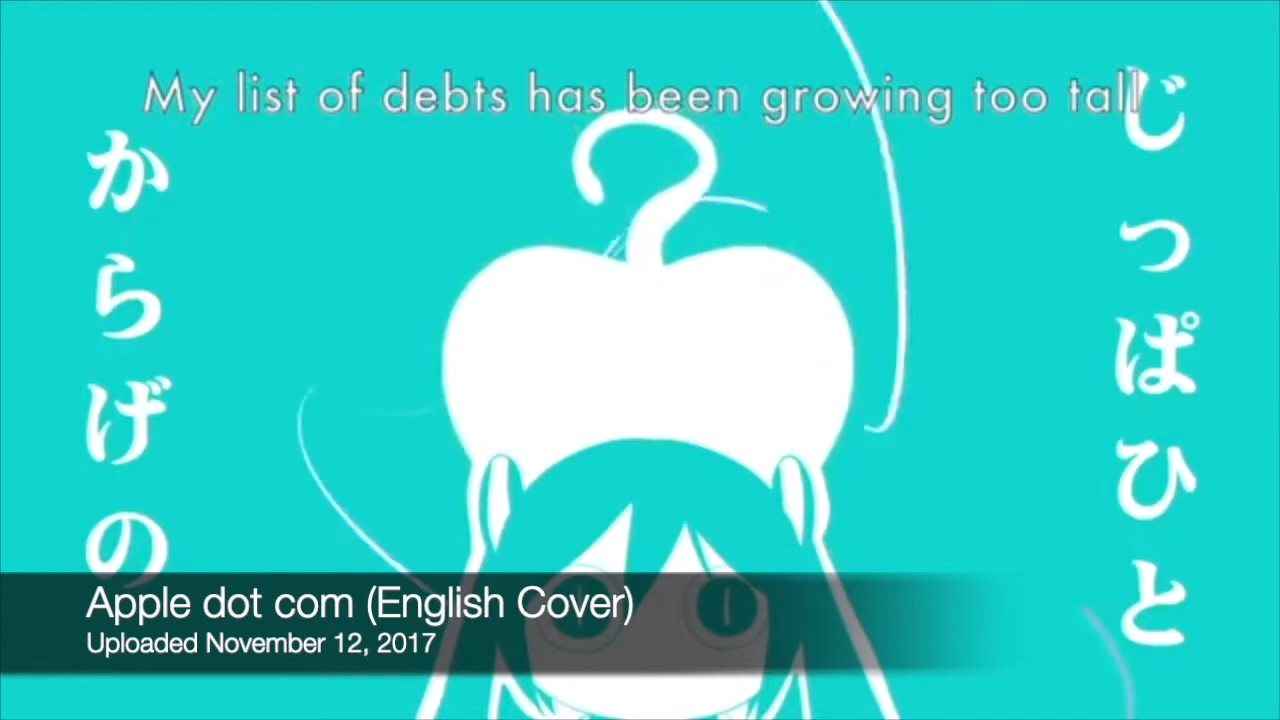 My list of debts has been growing too tall
じっぱひと
からげの
Apple dot com (English Cover)
Uploaded November 12, 2017